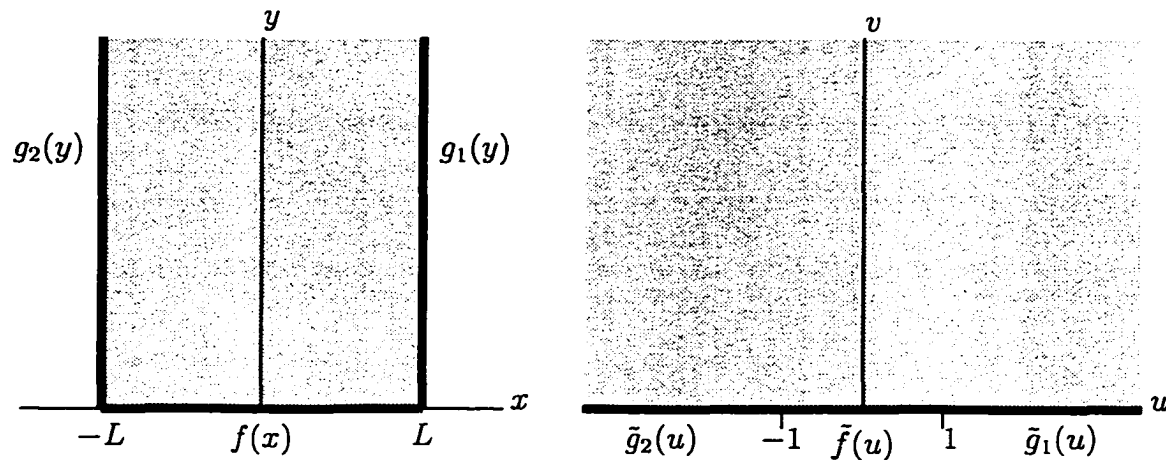 y
g₂(y) g₁(y)
x
−L f(x) L
v
u
g̃₂(u) −1 f̃(u) 1 g̃₁(u)